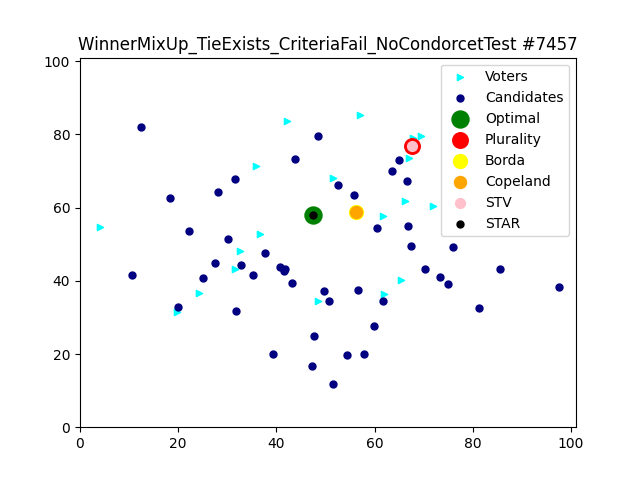 WinnerMixUp_TieExists_CriteriaFail_NoCondorcetTest #7457
100
80
60
40
20
0
0 20 40 60 80 100
Voters
Candidates
Optimal
Plurality
Borda
Copeland
STV
STAR